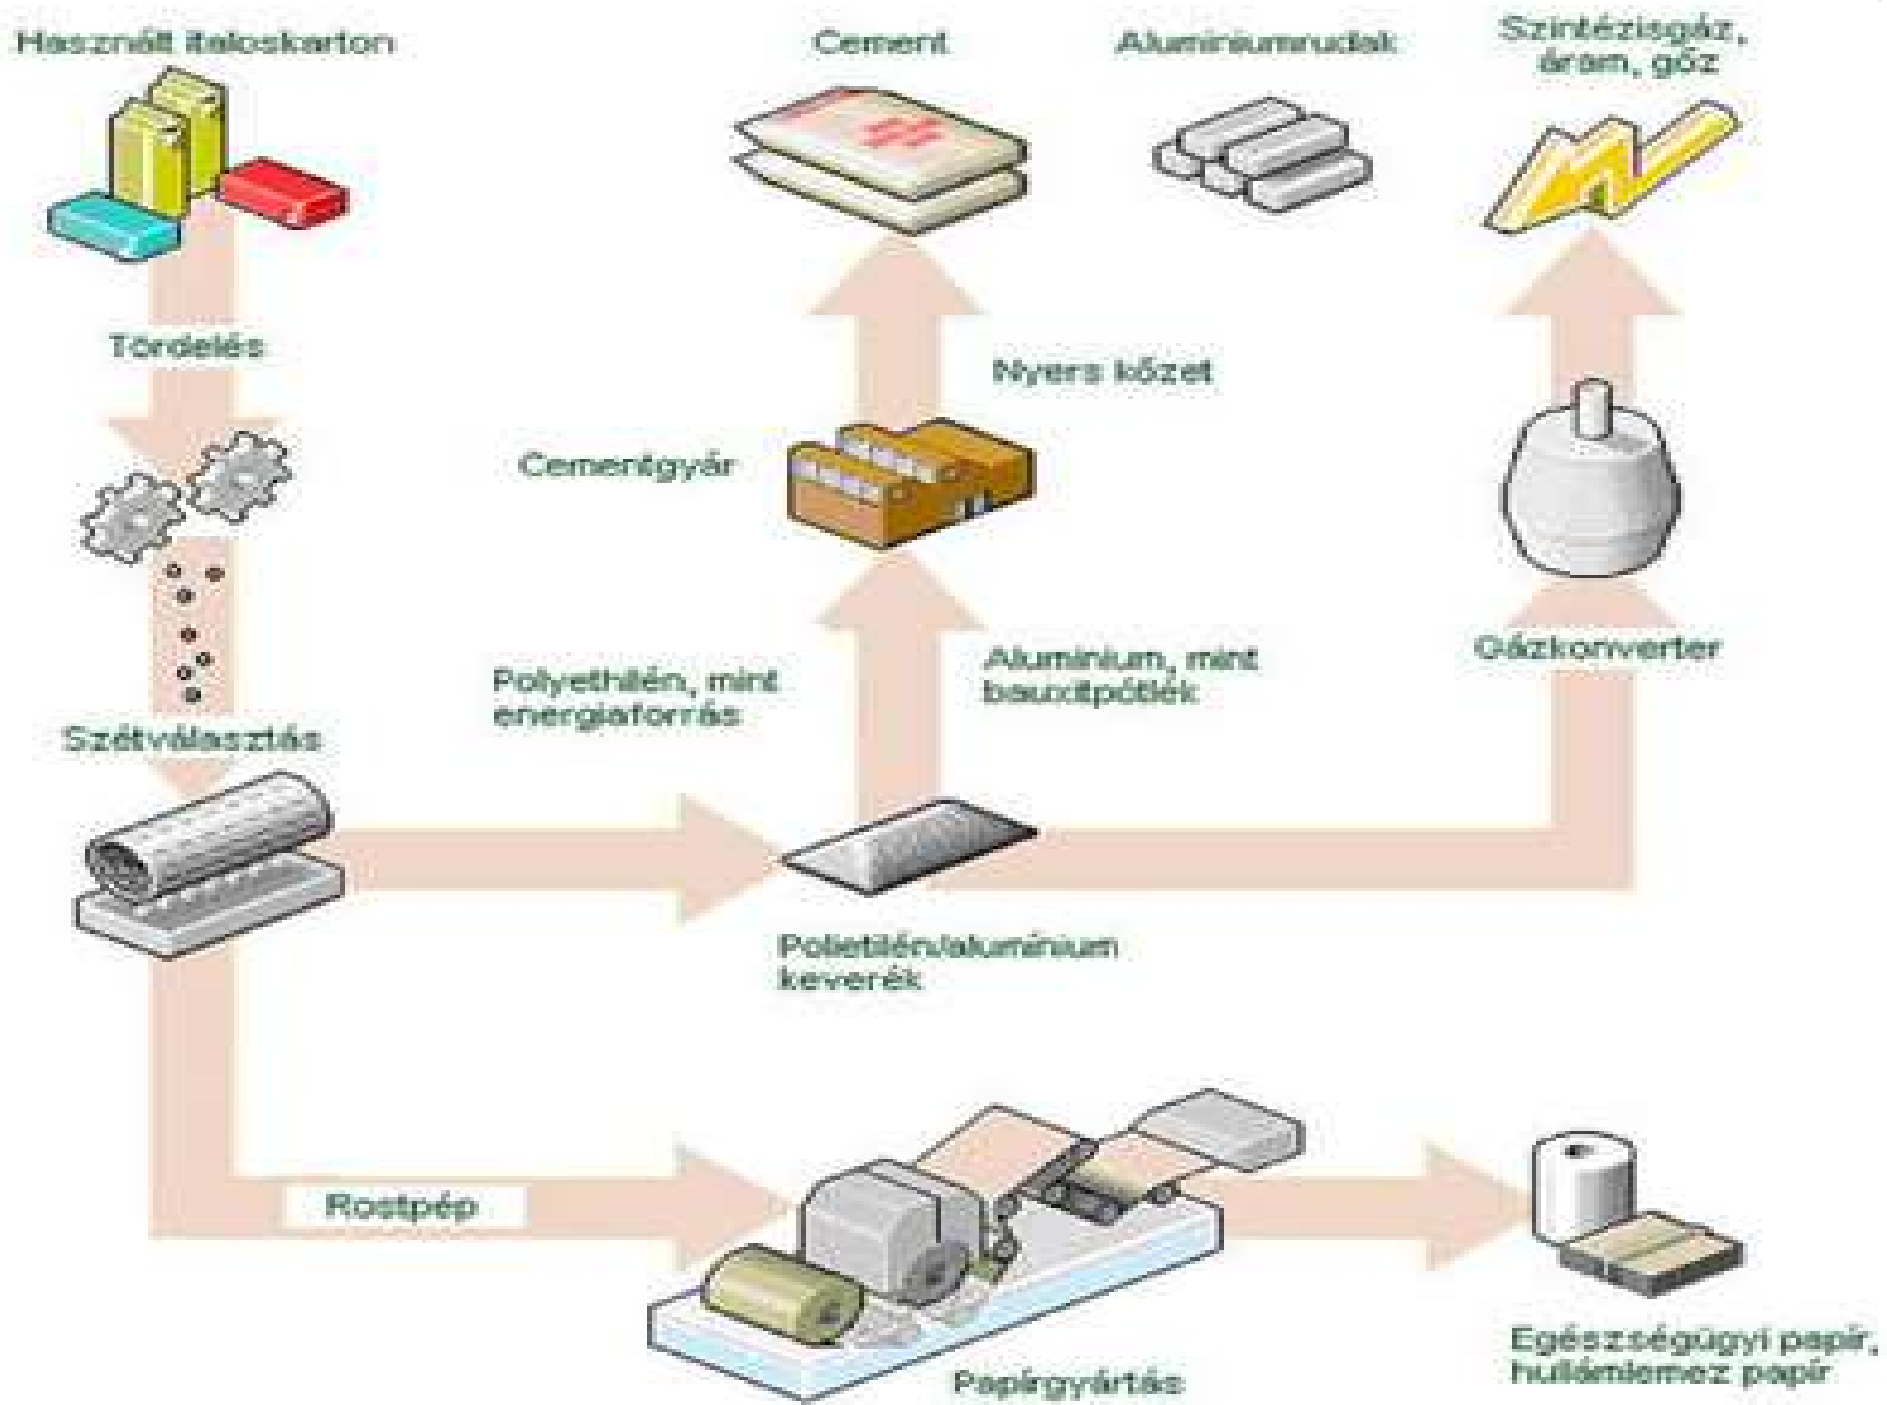 Használt italoskarton
Cement
Alumíniumrudak
Szintézisgáz,
áram, gőz
Tördelés
Nyers kőzet
Cementgyár
Polyethilén, mint
energiaforrás
Alumínium, mint
bauxitpótlék
Gázkonverter
Szétválasztás
Polietilén/alumínium
keverék
Rostpép
Papírgyártás
Egészségügyi papír,
hullámlemez papír